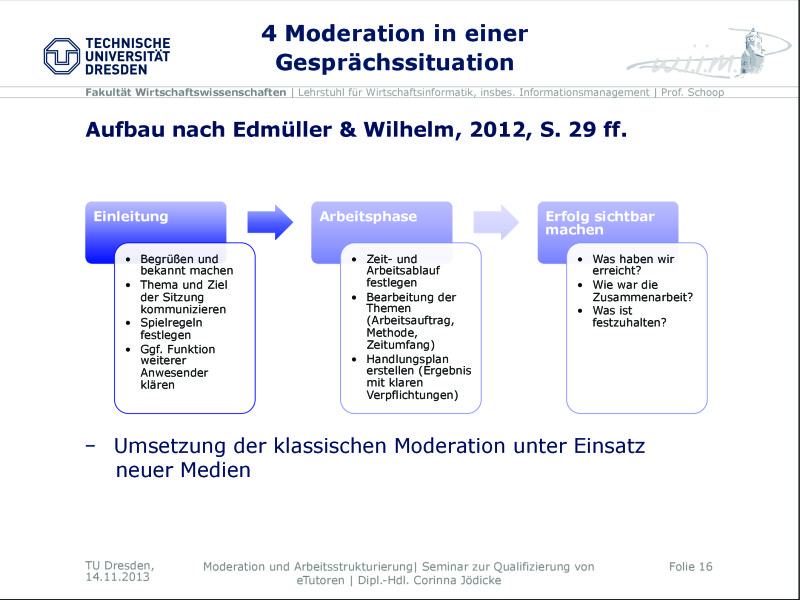 4 Moderation in einer
Gesprächssituation
TECHNISCHE
UNIVERSITÄT
DRESDEN
wiim
Fakultät Wirtschaftswissenschaften | Lehrstuhl für Wirtschaftsinformatik, insbes. Informationsmanagement | Prof. Schoop
Aufbau nach Edmüller & Wilhelm, 2012, S. 29 ff.
Einleitung
• Begrüßen und
bekannt machen
• Thema und Ziel
der Sitzung
kommunizieren
• Spielregeln
festlegen
• Ggf. Funktion
weiterer
Anwesender
klären
Arbeitsphase
• Zeit- und
Arbeitsablauf
festlegen
• Bearbeitung der
Themen
(Arbeitsauftrag,
Methode,
Zeitumfang)
• Handlungsplan
erstellen (Ergebnis
mit klaren
Verpflichtungen)
Erfolg sichtbar
machen
• Was haben wir
erreicht?
• Wie war die
Zusammenarbeit?
• Was ist
festzuhalten?
– Umsetzung der klassischen Moderation unter Einsatz
neuer Medien
TU Dresden,
14.11.2013
Moderation und Arbeitsstrukturierung| Seminar zur Qualifizierung von
eTutoren | Dipl.-Hdl. Corinna Jödicke
Folie 16